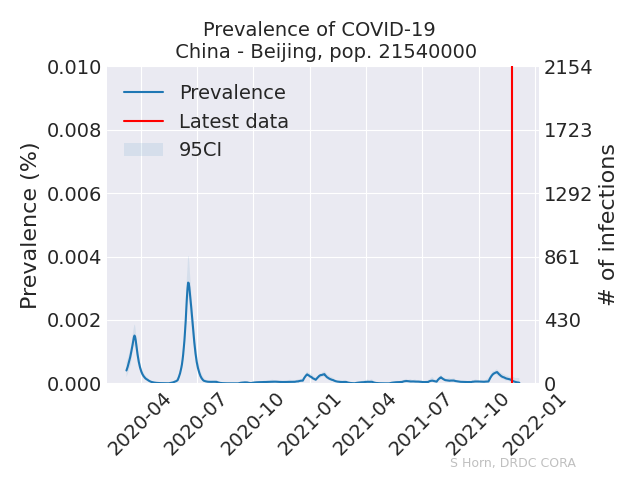 Prevalence of COVID-19
China - Beijing, pop. 21540000
Prevalence
Latest data
95CI
Prevalence (%)
0.010
0.008
0.006
0.004
0.002
0.000
2154
1723
1292
861
430
0
# of infections
2020-04
2020-07
2020-10
2021-01
2021-04
2021-07
2021-10
2022-01
S Horn, DRDC CORA